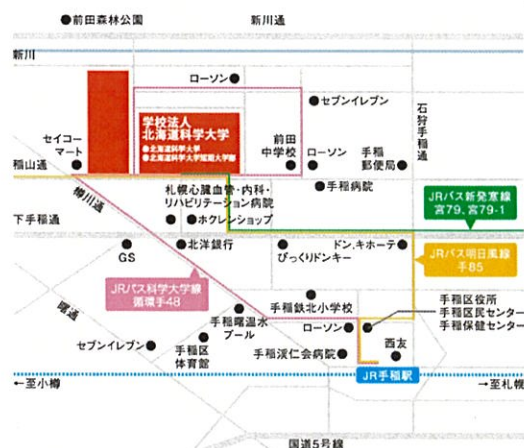 前田森林公園
新川通
新川
ローソン
セブンイレブン
学校法人
北海道科学大学
●北海道科学大学
●北海道科学大学短期大学部
前田
中学校
ローソン
手稲
郵便局
石狩手稲通
セイコー
マート
稲山通
樽川通
手稲病院
札幌心臓血管・内科・
リハビリテーション病院
ホクレンショップ
JRバス新発寒線
宮79、宮79-1
下手稲通
GS
北洋銀行
びっくりドンキー
ドン.キホーテ
JRバス明日風線
手85
JRバス科学大学線
循環手48
手稲鉄北小学校
手稲区役所
手稲区民センター
手稲保健センター
曙通
手稲曙温水
プール
ローソン
セブンイレブン
手稲区
体育館
手稲渓仁会病院
西友
JR手稲駅
←至小樽
→至札幌
国道5号線